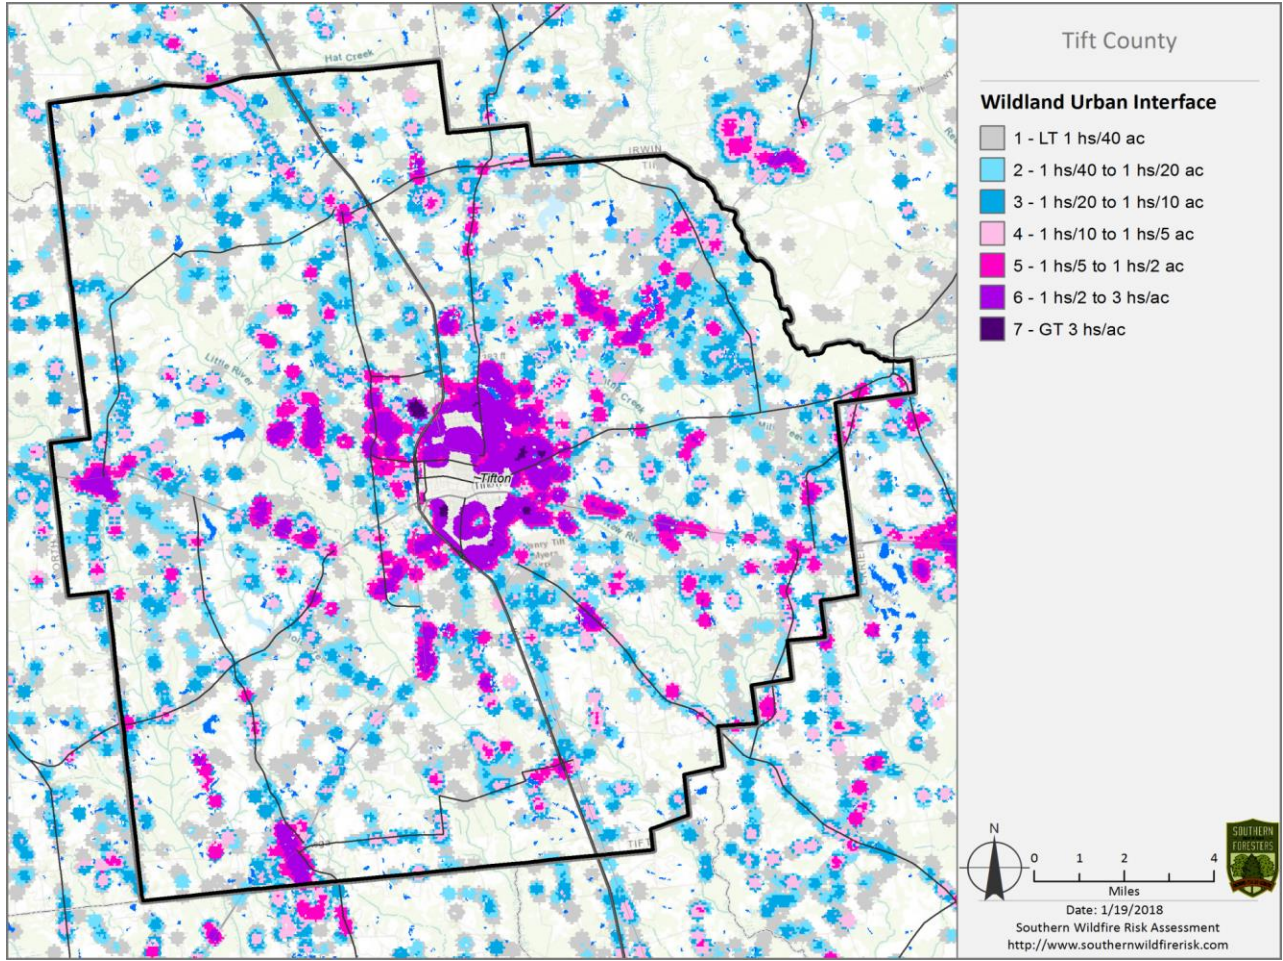 Tift County
Wildland Urban Interface
1 - LT 1 hs/40 ac
2 - 1 hs/40 to 1 hs/20 ac
3 - 1 hs/20 to 1 hs/10 ac
4 - 1 hs/10 to 1 hs/5 ac
5 - 1 hs/5 to 1 hs/2 ac
6 - 1 hs/2 to 3 hs/ac
7 - GT 3 hs/ac
Hat Creek
IRWIN
Little River
Tifton
TIFT
N
0 1 2 4
Miles
SOUTHERN
FORESTERS
Date: 1/19/2018
Southern Wildfire Risk Assessment
http://www.southernwildfirerisk.com